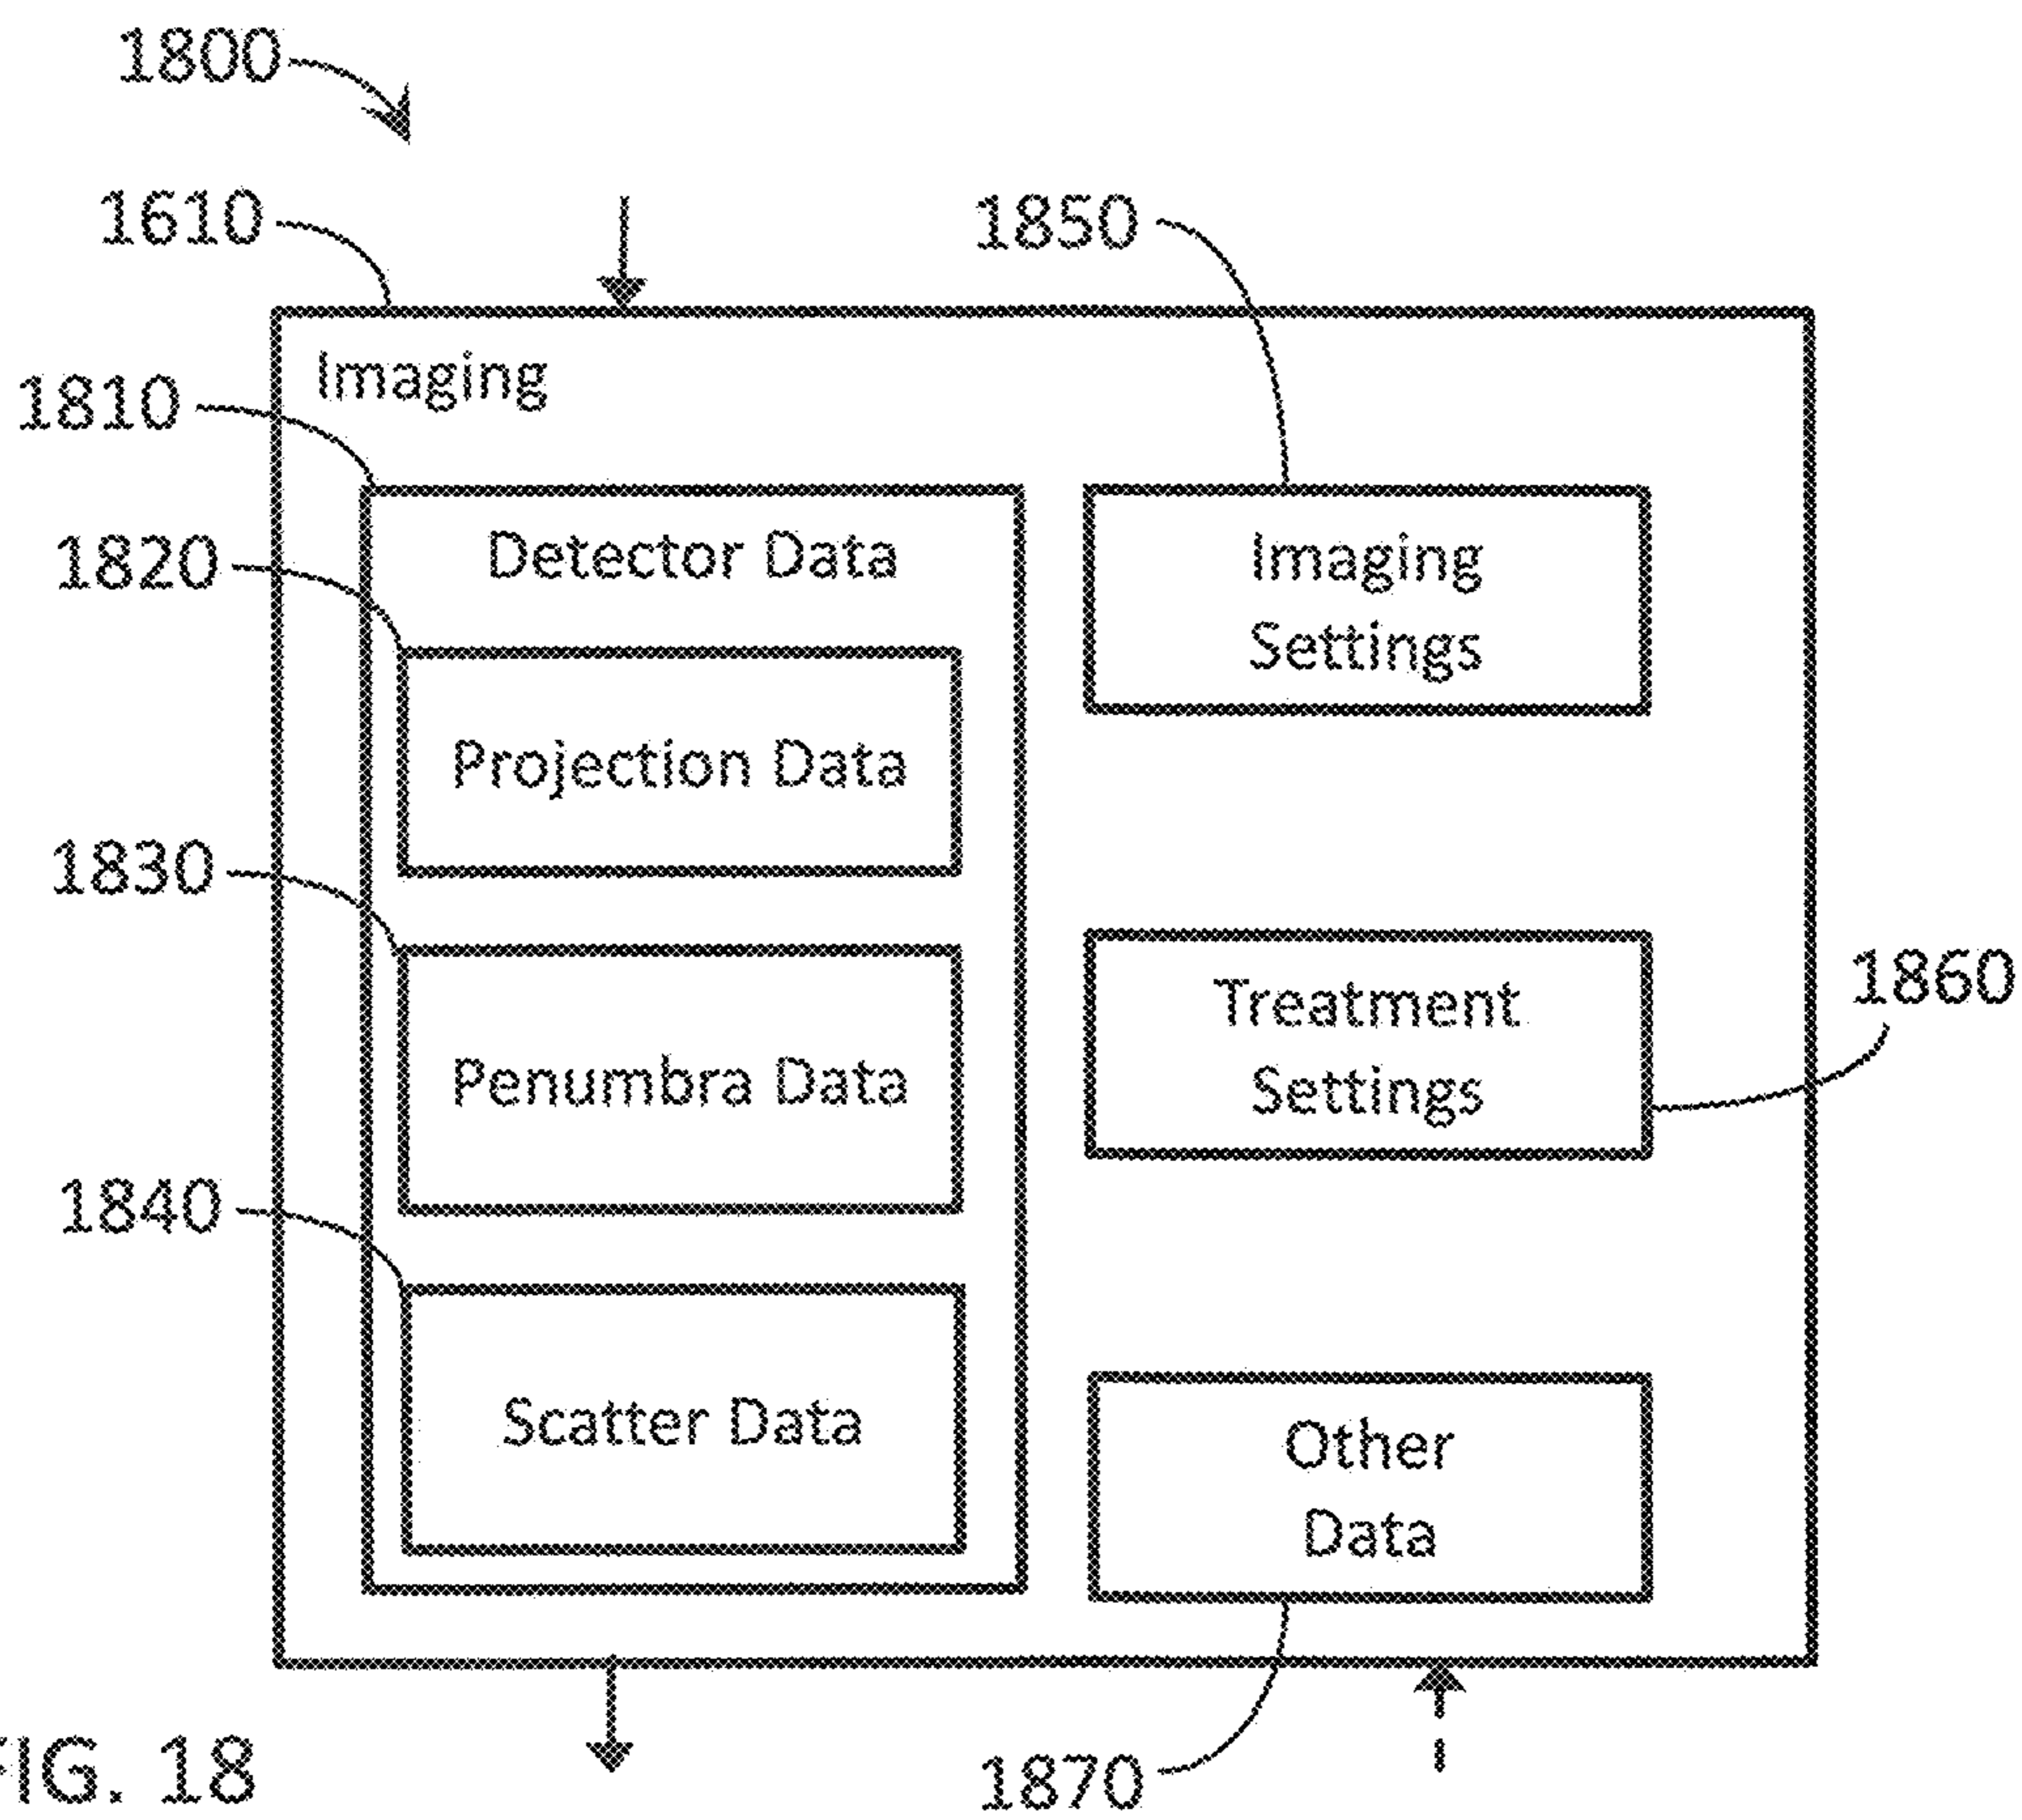 1800
1610
1850
Imaging
1810
Detector Data
Imaging
Settings
1820
Projection Data
1830
Penumbra Data
Treatment
Settings
1860
1840
Scatter Data
Other
Data
FIG. 18
1870